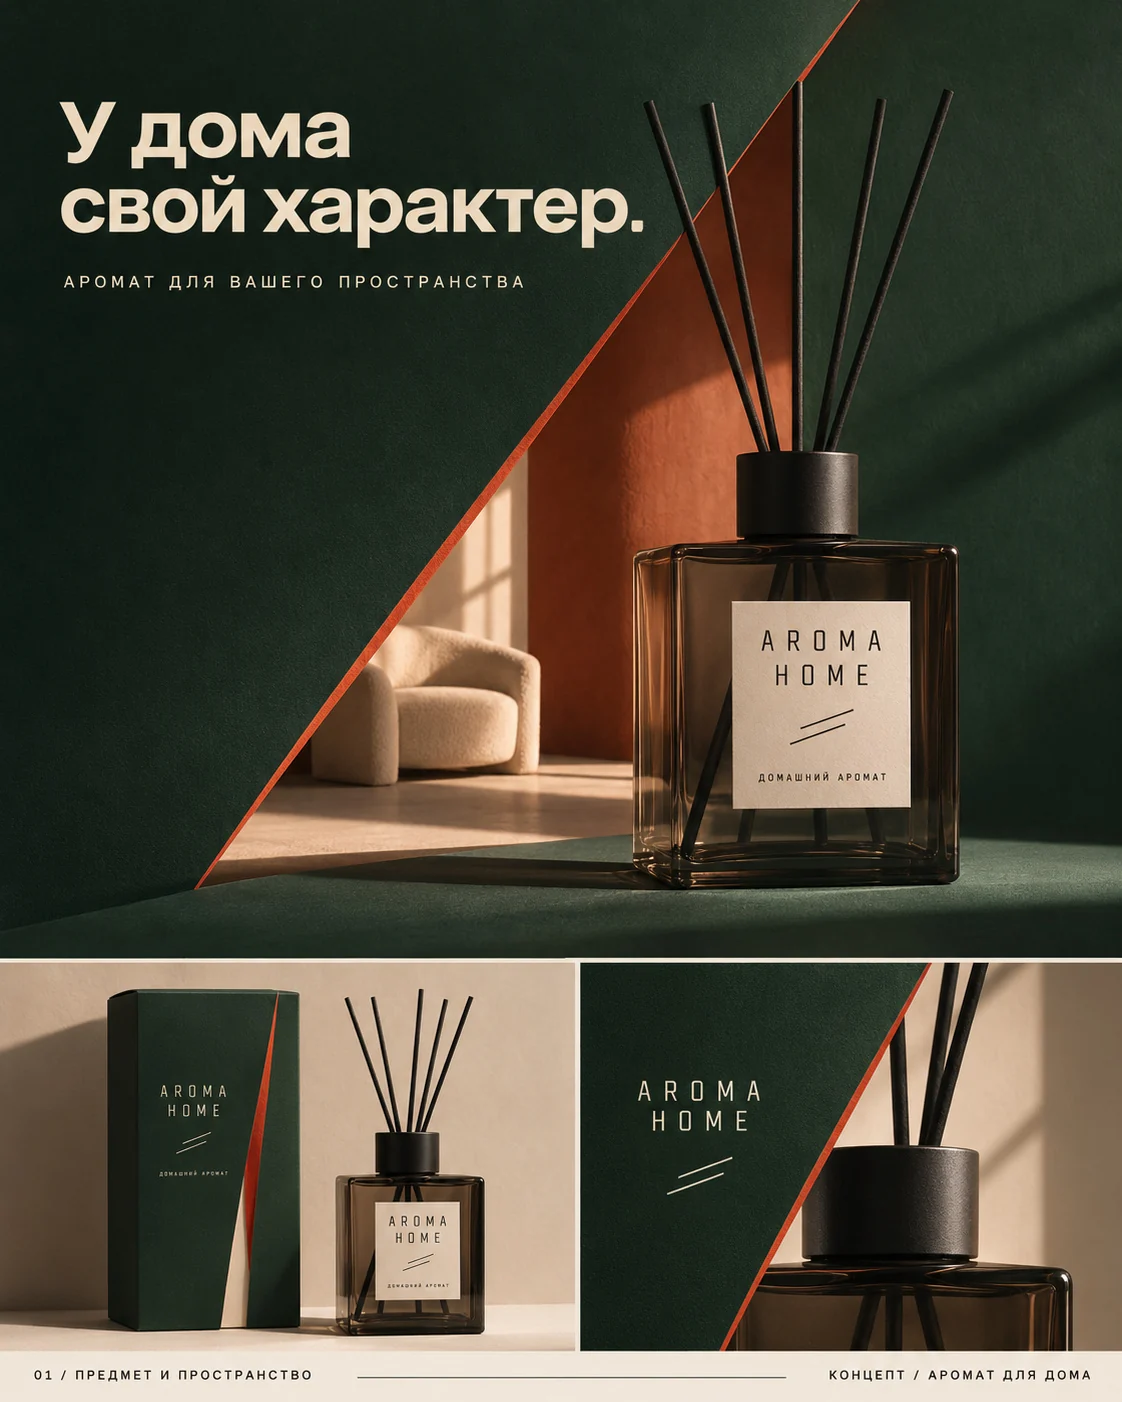 У дома
свой характер.
АРОМАТ ДЛЯ ВАШЕГО ПРОСТРАНСТВА
AROMA
HOME
ДОМАШНИЙ АРОМАТ
AROMA
HOME
ДОМАШНИЙ АРОМАТ
AROMA
HOME
ДОМАШНИЙ АРОМАТ
AROMA
HOME
01 / ПРЕДМЕТ И ПРОСТРАНСТВО
КОНЦЕПТ / АРОМАТ ДЛЯ ДОМА